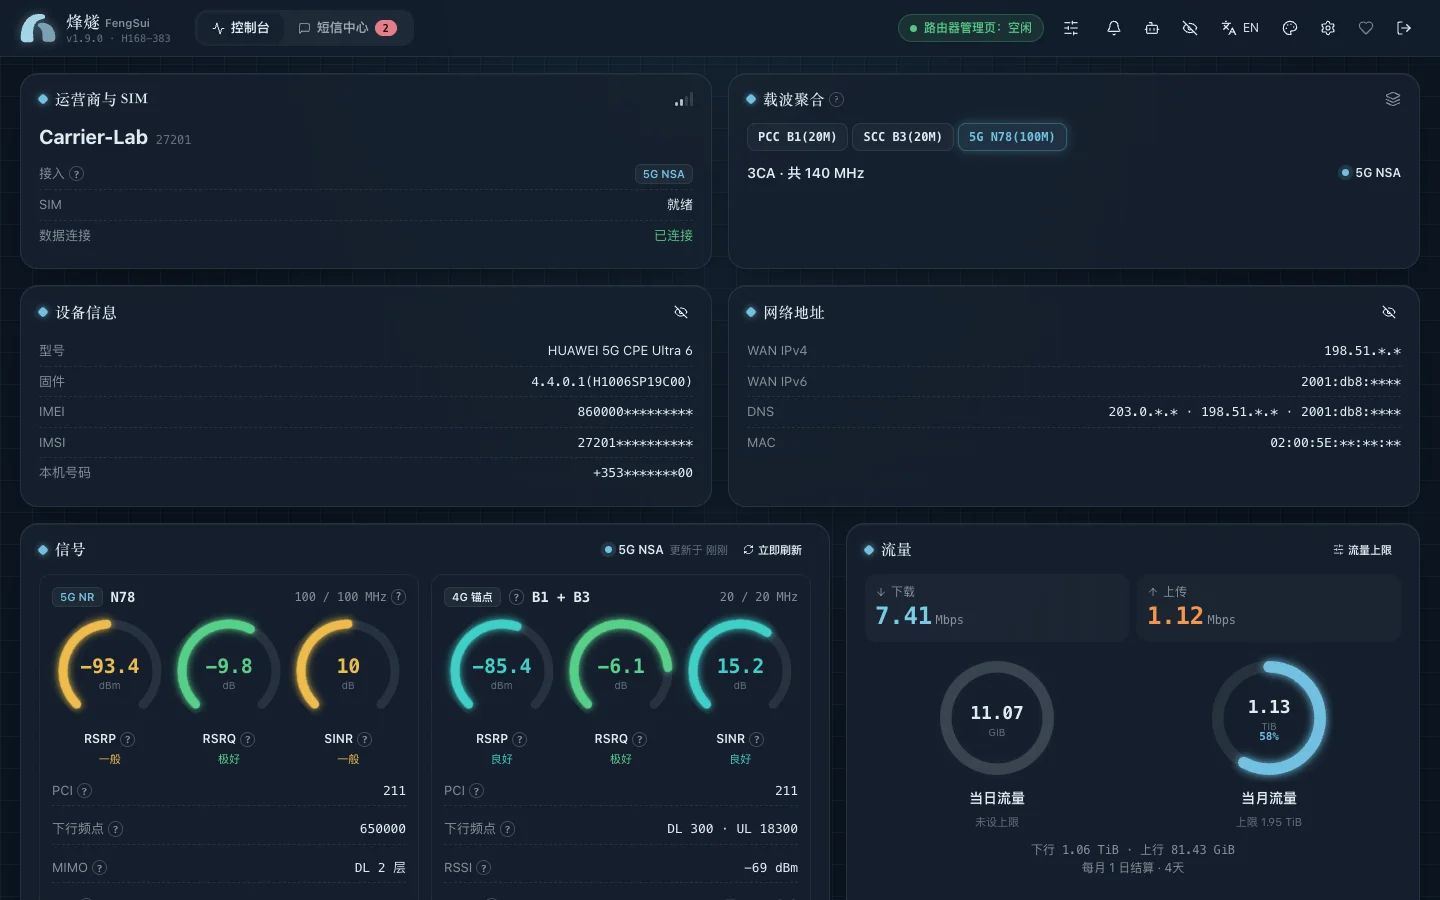 烽燧 FengSui
v1.9.0 · H168-383
控制台
短信中心 2
路由器管理页：空闲
EN
运营商与 SIM
Carrier-Lab 27201
接入 ?
5G NSA
SIM
就绪
数据连接
已连接
载波聚合 ?
PCC B1(20M)
SCC B3(20M)
5G N78(100M)
3CA · 共 140 MHz
5G NSA
设备信息
型号
HUAWEI 5G CPE Ultra 6
固件
4.4.0.1(H1006SP19C00)
IMEI
860000*********
IMSI
27201**********
本机号码
+353*******00
网络地址
WAN IPv4
198.51.*.*
WAN IPv6
2001:db8:****
DNS
203.0.*.* · 198.51.*.* · 2001:db8:****
MAC
02:00:5E:**:**:**
信号
5G NSA 更新于 刚刚
立即刷新
5G NR N78
100 / 100 MHz ?
-93.4
dBm
-9.8
dB
10
dB
RSRP ?
RSRQ ?
SINR ?
一般
极好
一般
PCI ?
211
下行频点 ?
650000
MIMO ?
DL 2 层
4G 锚点 ? B1 + B3
20 / 20 MHz
-85.4
dBm
-6.1
dB
15.2
dB
RSRP ?
RSRQ ?
SINR ?
良好
极好
良好
PCI ?
211
下行频点 ?
DL 300 · UL 18300
RSSI ?
-69 dBm
流量
流量上限
↓ 下载
7.41 Mbps
↑ 上传
1.12 Mbps
11.07
GiB
1.13
TiB
58%
当日流量
当月流量
未设上限
上限 1.95 TiB
下行 1.06 TiB · 上行 81.43 GiB
每月 1 日结算 · 4天